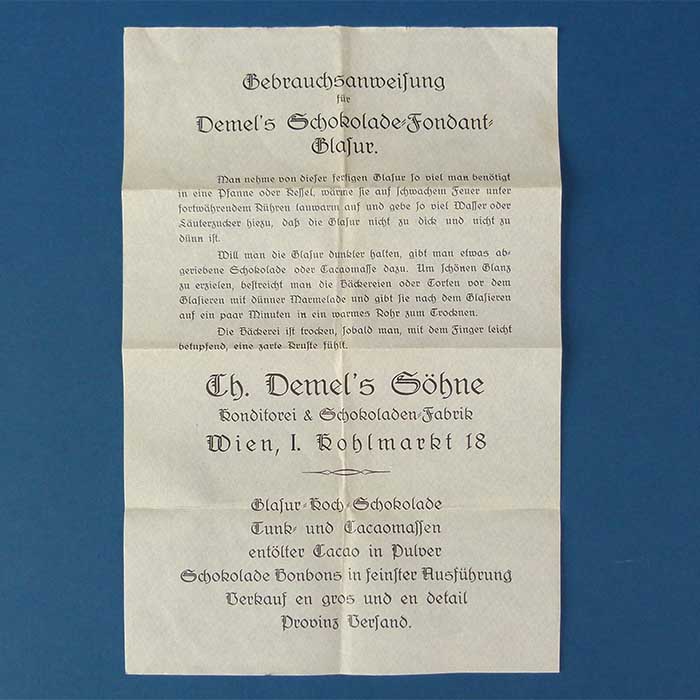 Gebrauchsanweisung
für
Demel's Schokolade-Fondant-
Glasur.
Man nehme von dieser fertigen Glasur so viel man benötigt
in eine Pfanne oder Kessel, wärme sie auf schwachem Feuer unter
fortwährendem Rühren lauwarm auf und gebe so viel Wasser oder
Läuterzucker hiezu, daß die Glasur nicht zu dick und nicht zu
dünn ist.
Will man die Glasur dunkler halten, gibt man etwas ab-
geriebene Schokolade oder Cacaomasse dazu. Um schönen Glanz
zu erzielen, bestreicht man die Bäckereien oder Torten vor dem
Glasieren mit dünner Marmelade und gibt sie nach dem Glasieren
auf ein paar Minuten in ein warmes Rohr zum Trocknen.
Die Bäckerei ist trocken, sobald man, mit dem Finger leicht
betupfend, eine zarte Kruste fühlt.
Ch. Demel's Söhne
Konditorei & Schokoladen-Fabrik
Wien, I. Kohlmarkt 18
Glasur-Koch-Schokolade
Tunk- und Cacaomassen
entölter Cacao in Pulver
Schokolade Bonbons in feinster Ausführung
Verkauf en gros und en detail
Provinz Versand.